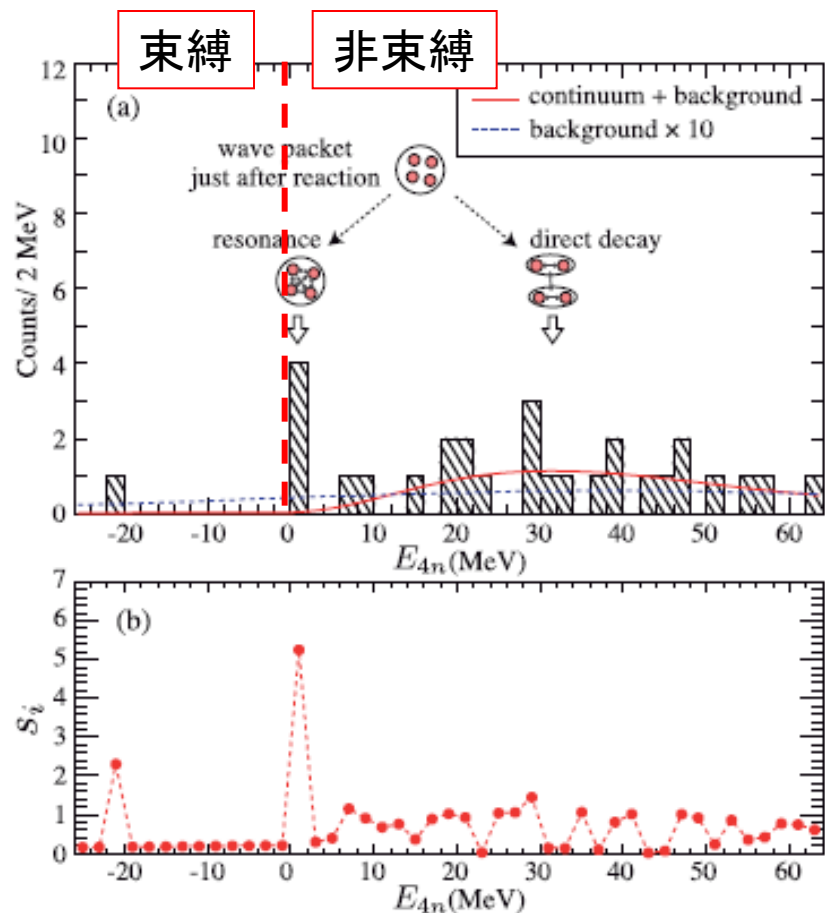 束縛 非束縛
(a)
continuum + background
background × 10
wave packet
just after reaction
resonance
direct decay
Counts/ 2 MeV
12
10
8
6
4
2
0
-20 -10 0 10 20 30 40 50 60
E4n(MeV)
(b)
Si
7
6
5
4
3
2
1
0
-20 -10 0 10 20 30 40 50 60
E4n(MeV)